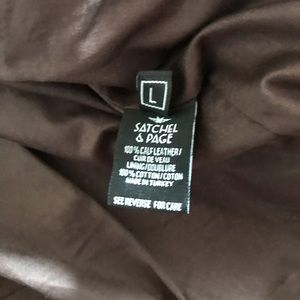 L
SATCHEL
& PAGE
100% CALF LEATHER/
CUIR DE VEAU
LINING/DOUBLURE
100% COTTON/COTON
MADE IN TURKEY
SEE REVERSE FOR CARE